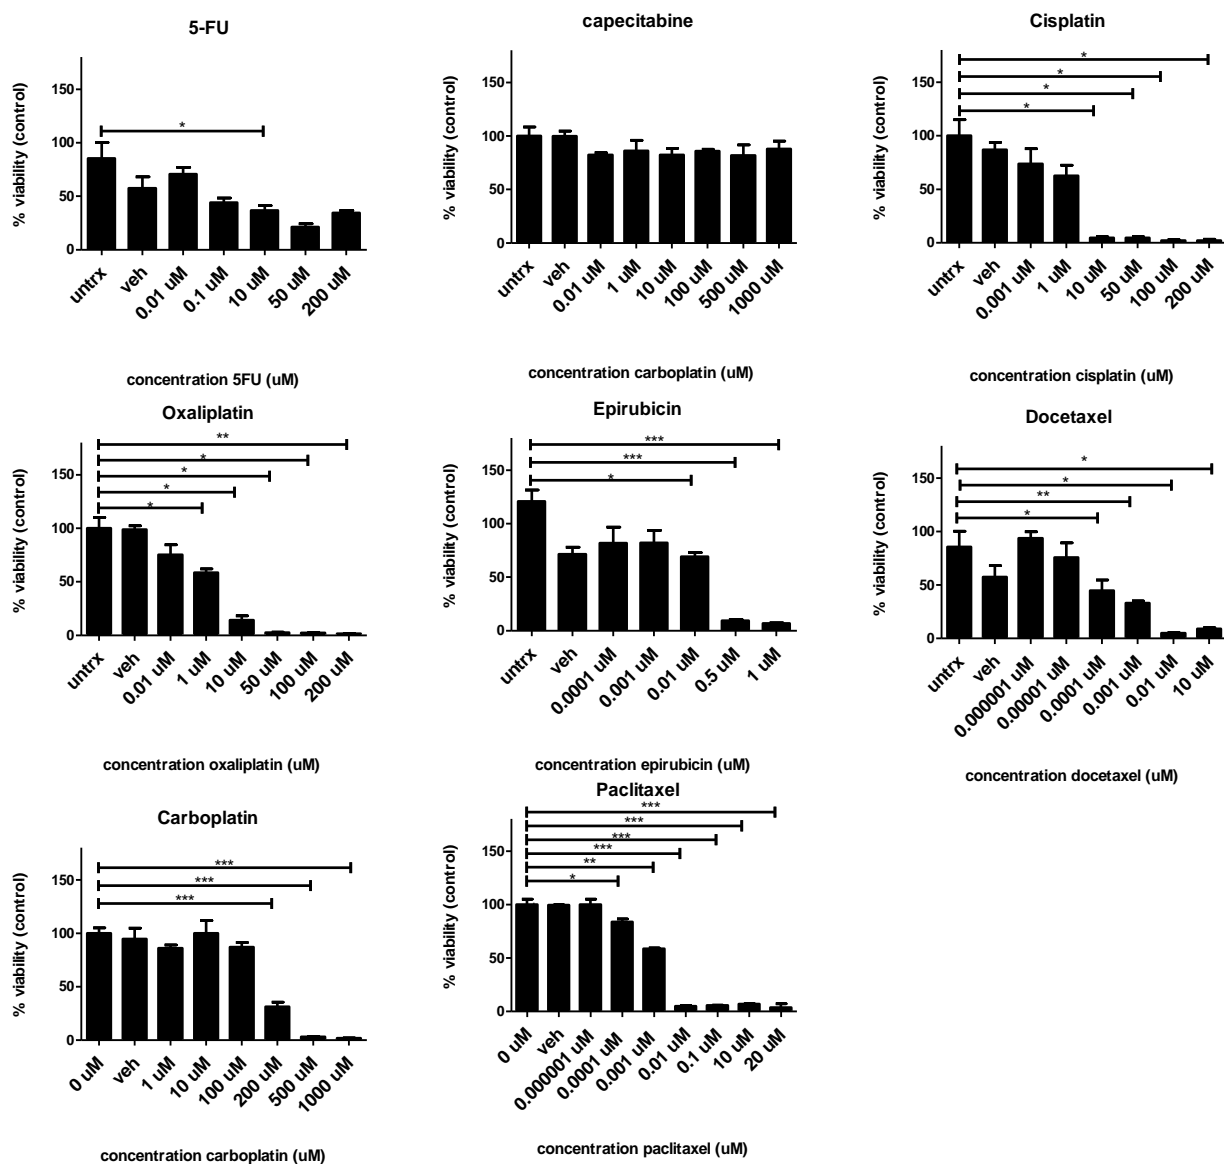 5-FU
% viability (control)
150
100
50
0
*
untrx
veh
0.01 uM
0.1 uM
10 uM
50 uM
200 uM
concentration 5FU (uM)
capecitabine
% viability (control)
150
100
50
0
untrx
veh
0.01 uM
1 uM
10 uM
100 uM
500 uM
1000 uM
concentration carboplatin (uM)
Cisplatin
% viability (control)
150
100
50
0
*
*
*
*
untrx
veh
0.001 uM
1 uM
10 uM
50 uM
100 uM
200 uM
concentration cisplatin (uM)
Oxaliplatin
% viability (control)
150
100
50
0
**
*
*
*
*
untrx
veh
0.01 uM
1 uM
10 uM
50 uM
100 uM
200 uM
concentration oxaliplatin (uM)
Epirubicin
% viability (control)
150
100
50
0
***
***
*
untrx
veh
0.0001 uM
0.001 uM
0.01 uM
0.5 uM
1 uM
concentration epirubicin (uM)
Docetaxel
% viability (control)
150
100
50
0
*
*
**
*
untrx
veh
0.000001 uM
0.00001 uM
0.0001 uM
0.001 uM
0.01 uM
10 uM
concentration docetaxel (uM)
Carboplatin
% viability (control)
150
100
50
0
***
***
***
0 uM
veh
1 uM
10 uM
100 uM
200 uM
500 uM
1000 uM
concentration carboplatin (uM)
Paclitaxel
% viability (control)
150
100
50
0
***
***
***
***
**
*
0 uM
veh
0.000001 uM
0.0001 uM
0.001 uM
0.01 uM
0.1 uM
10 uM
20 uM
concentration paclitaxel (uM)